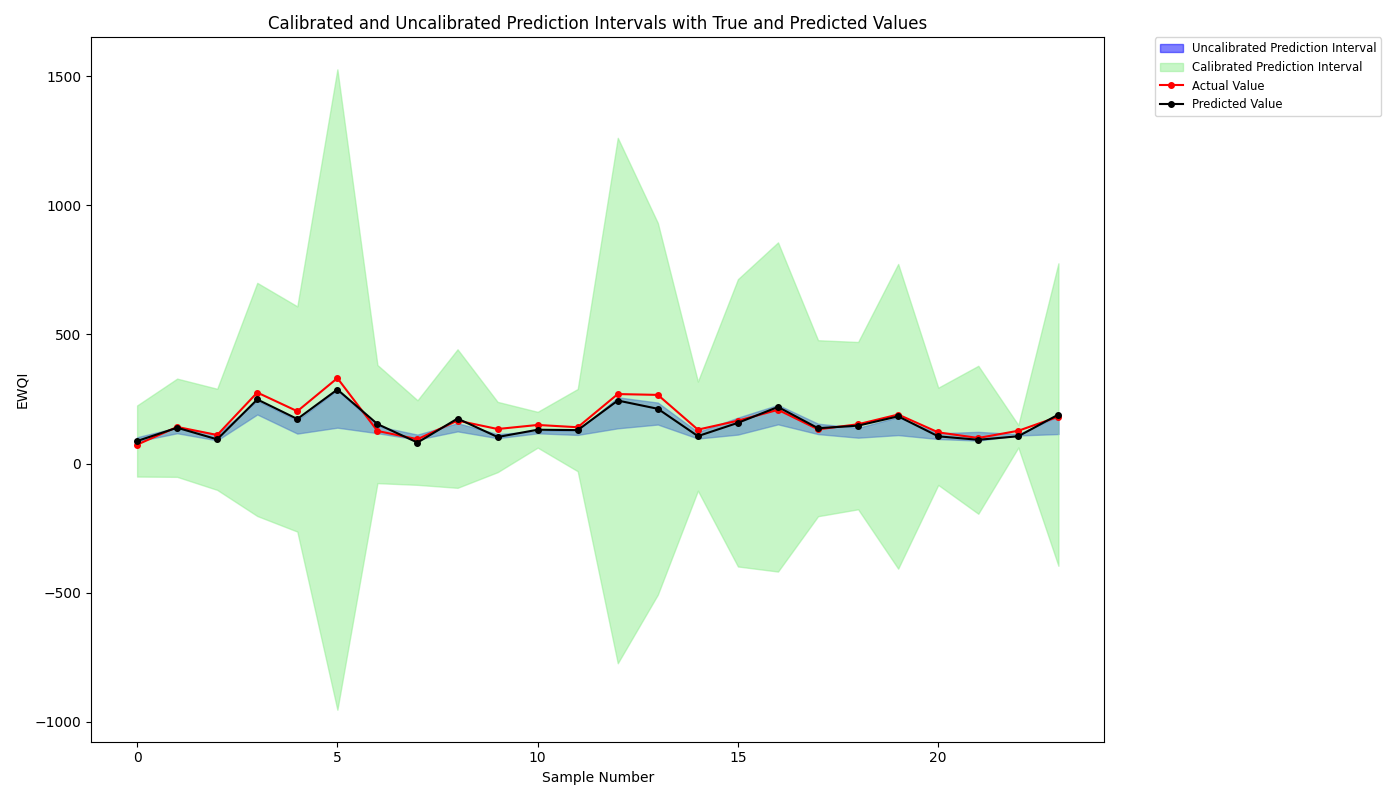 Calibrated and Uncalibrated Prediction Intervals with True and Predicted Values
Uncalibrated Prediction Interval
Calibrated Prediction Interval
Actual Value
Predicted Value
EWQI
1500
1000
500
0
−500
−1000
0 5 10 15 20
Sample Number